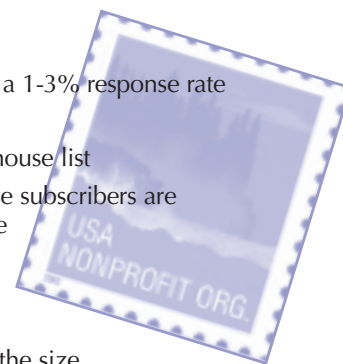 a 1-3% response rate
house list
e subscribers are
e
USA
NONPROFIT ORG.
the size